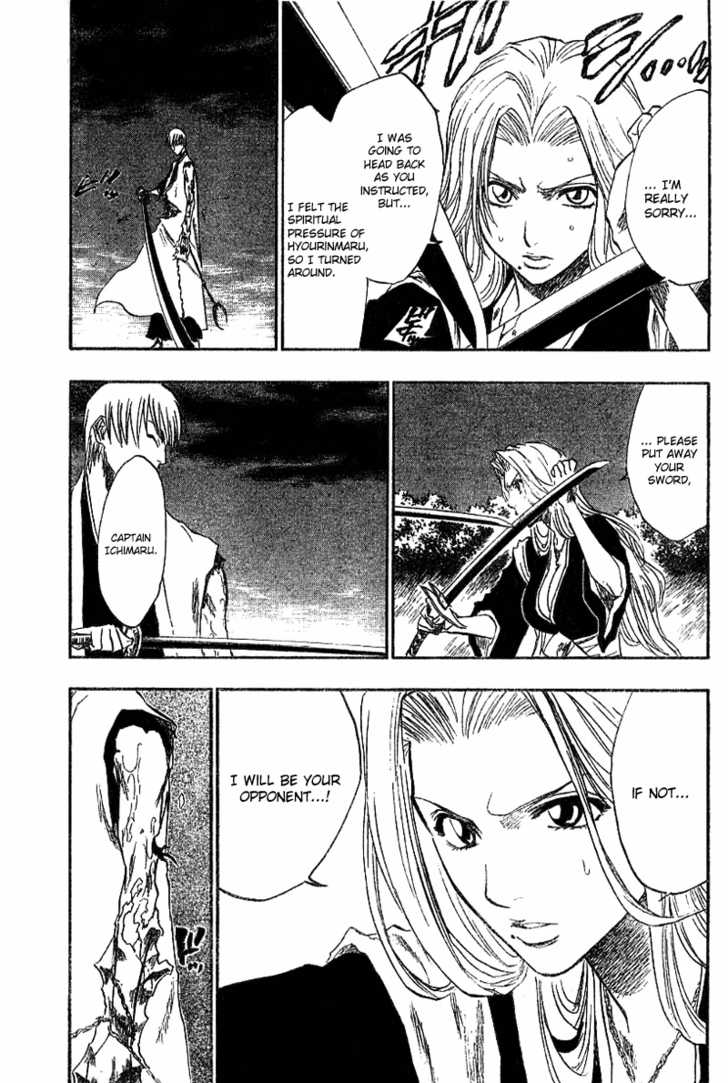 ... I'M
REALLY
SORRY...
I WAS
GOING TO
HEAD BACK
AS YOU
INSTRUCTED,
BUT...
I FELT THE
SPIRITUAL
PRESSURE OF
HYOURINMARU,
SO I TURNED
AROUND.
... PLEASE
PUT AWAY
YOUR
SWORD,
CAPTAIN
ICHIMARU.
IF NOT...
I WILL BE YOUR
OPPONENT...!